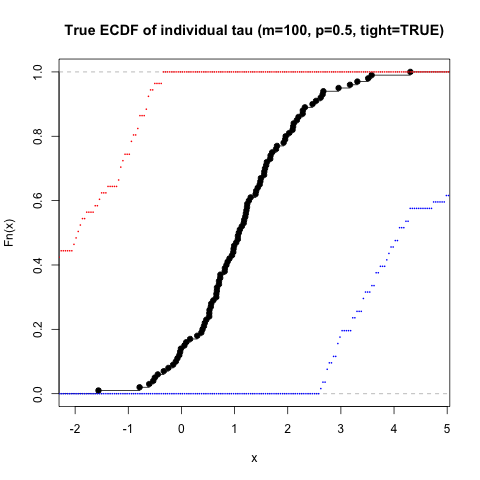 True ECDF of individual tau (m=100, p=0.5, tight=TRUE)
Fn(x)
1.0
0.8
0.6
0.4
0.2
0.0
-2 -1 0 1 2 3 4 5
x